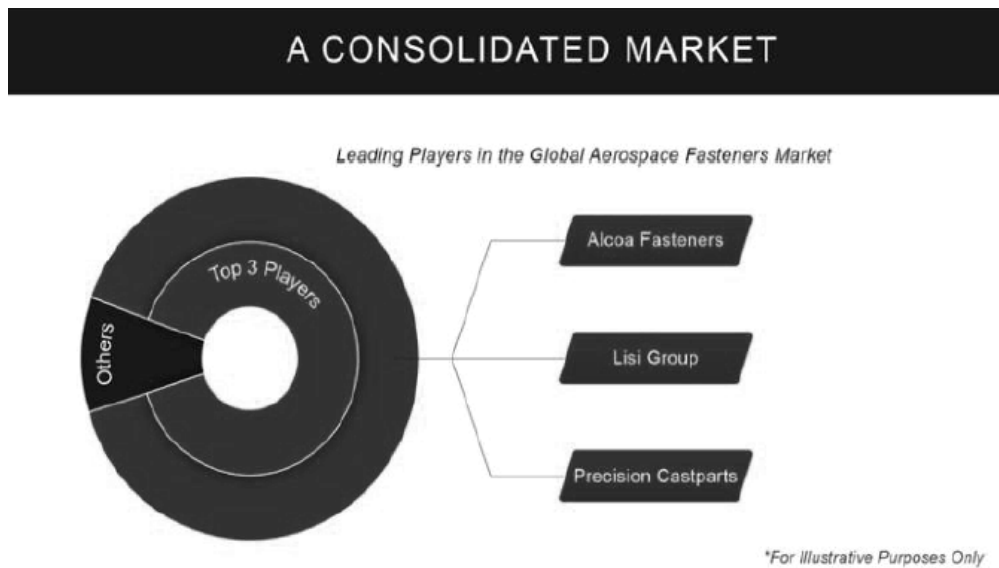 A CONSOLIDATED MARKET
Leading Players in the Global Aerospace Fasteners Market
Top 3 Players
Others
Alcoa Fasteners
Lisi Group
Precision Castparts
*For Illustrative Purposes Only